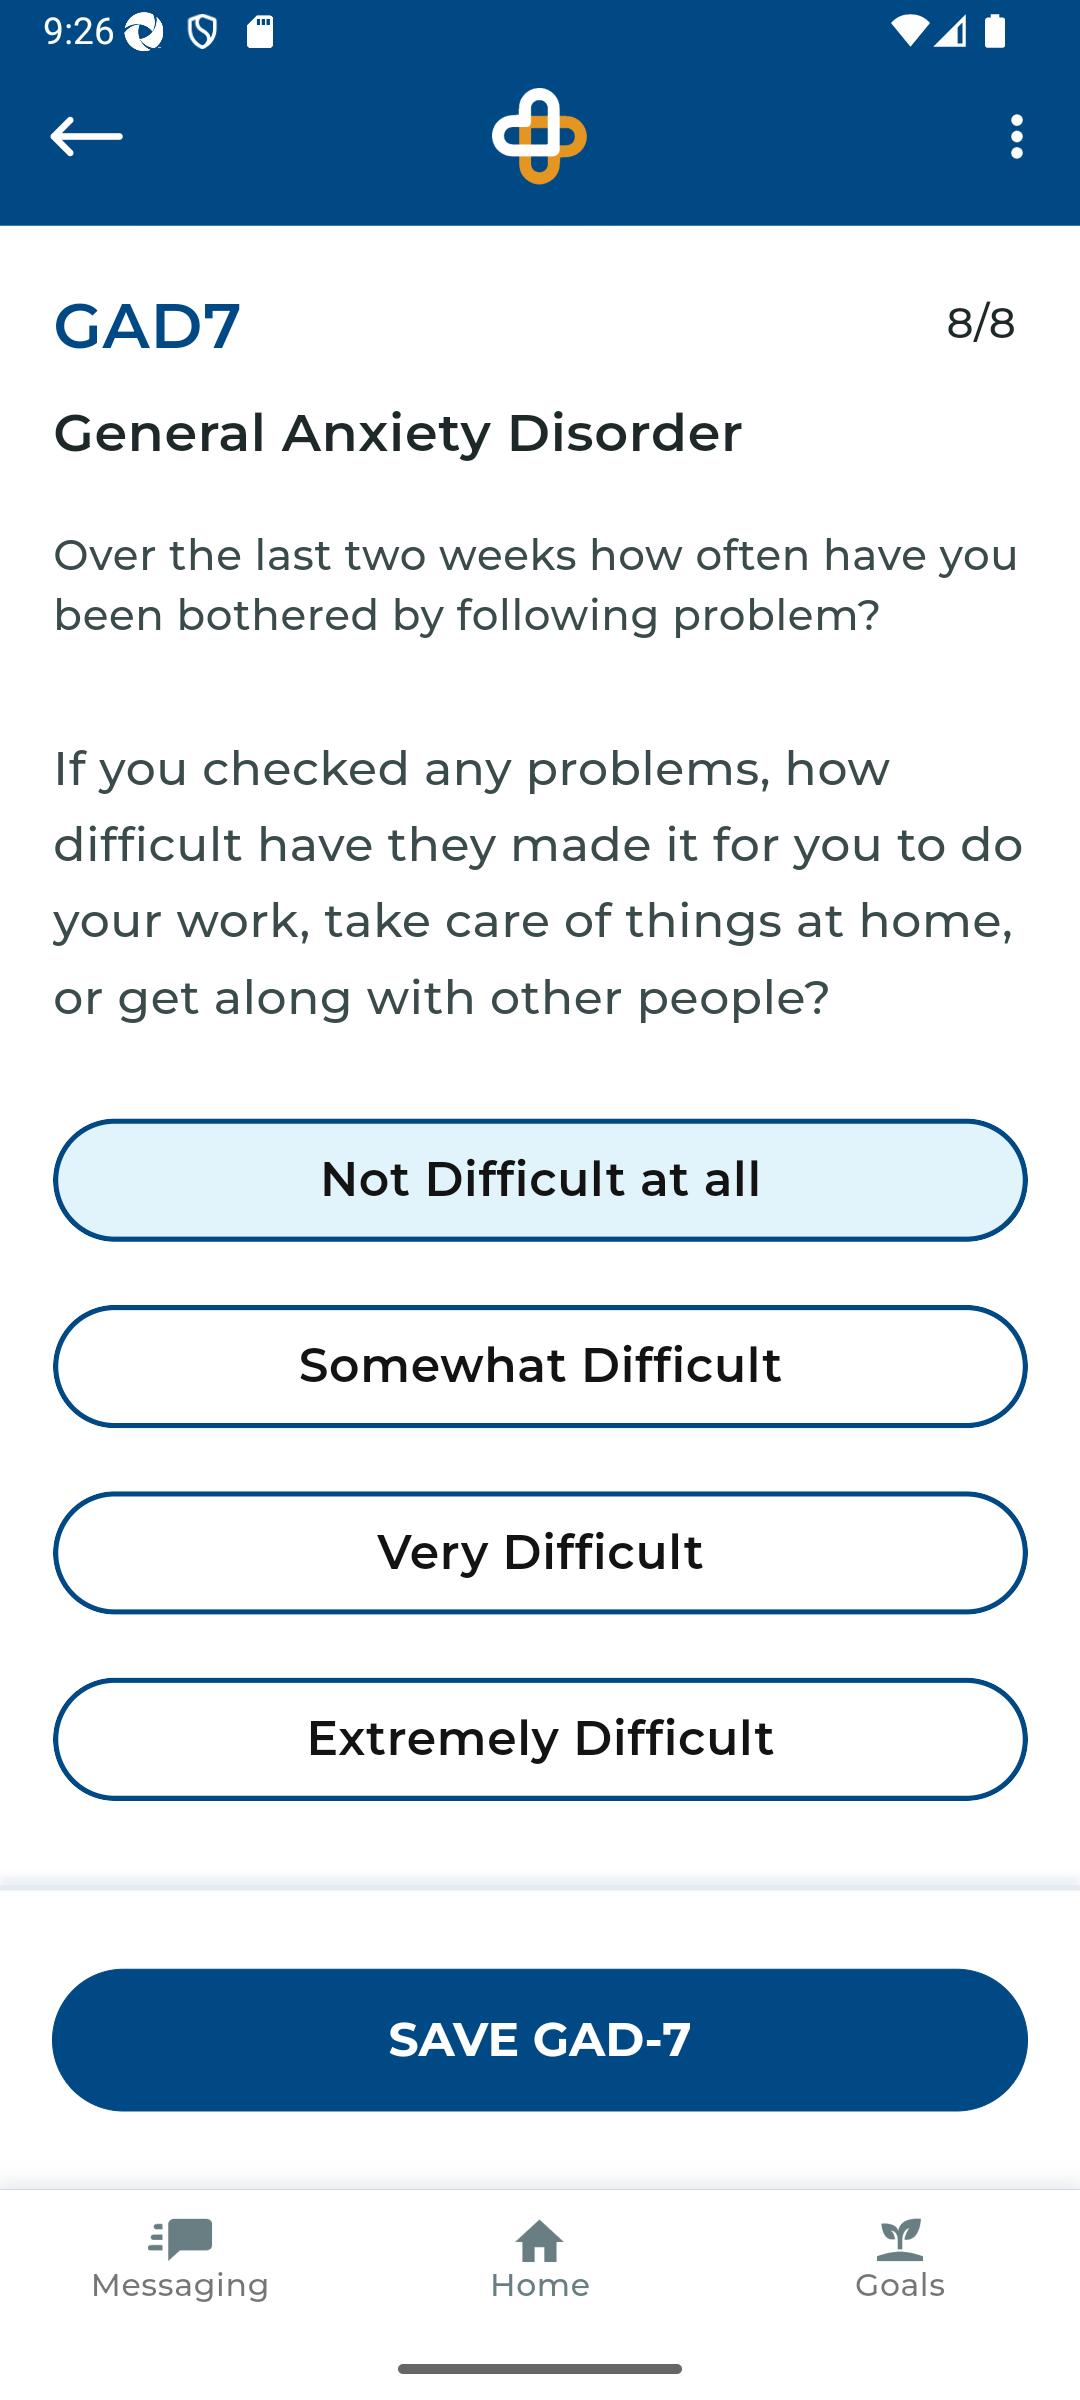 9:26
GAD7
8/8
General Anxiety Disorder
Over the last two weeks how often have you
been bothered by following problem?
If you checked any problems, how
difficult have they made it for you to do
your work, take care of things at home,
or get along with other people?
Not Difficult at all
Somewhat Difficult
Very Difficult
Extremely Difficult
SAVE GAD-7
Messaging
Home
Goals